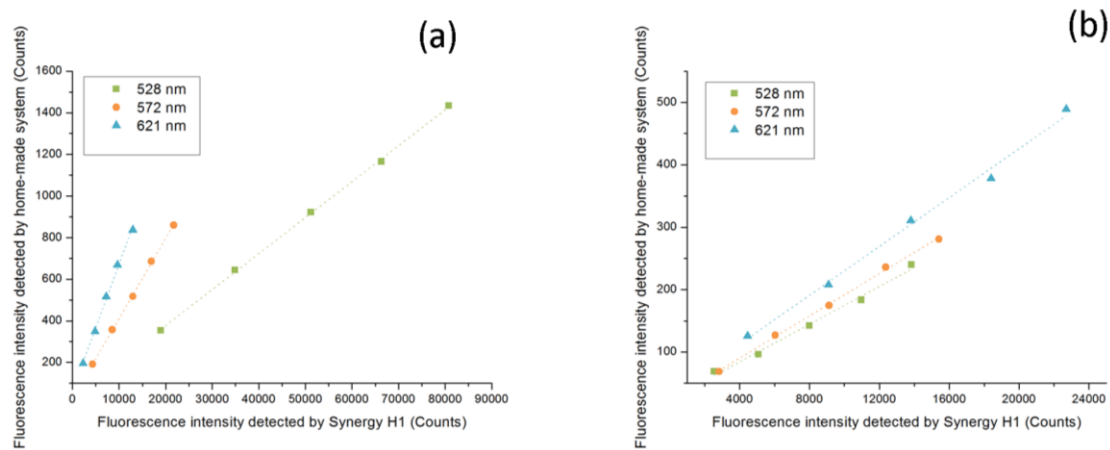 (a)
Fluorescence intensity detected by home-made system (Counts)
1600
1400
1200
1000
800
600
400
200
528 nm
572 nm
621 nm
0 10000 20000 30000 40000 50000 60000 70000 80000 90000
Fluorescence intensity detected by Synergy H1 (Counts)
(b)
Fluorescence intensity detected by home-made system (Counts)
500
400
300
200
100
528 nm
572 nm
621 nm
4000 8000 12000 16000 20000 24000
Fluorescence intensity detected by Synergy H1 (Counts)